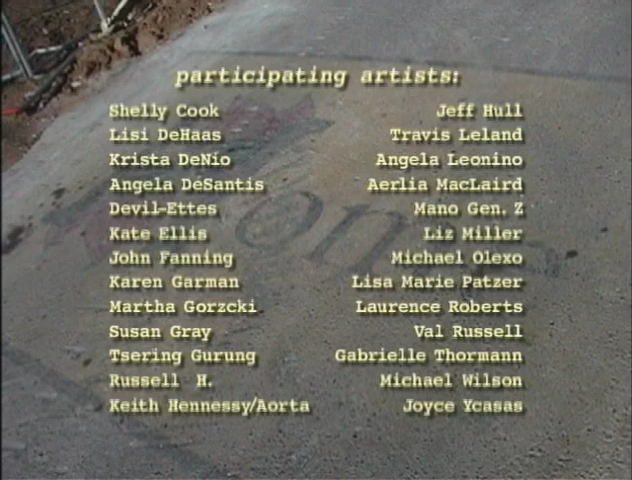 participating artists:
Shelly Cook
Lisi DeHaas
Krista DeNio
Angela DeSantis
Devil-Ettes
Kate Ellis
John Fanning
Karen Garman
Martha Gorzcki
Susan Gray
Tsering Gurung
Russell H.
Keith Hennessy/Aorta
Jeff Hull
Travis Leland
Angela Leonino
Aerlia MacLaird
Mano Gen. Z
Liz Miller
Michael Olexo
Lisa Marie Patzer
Laurence Roberts
Val Russell
Gabrielle Thormann
Michael Wilson
Joyce Ycasas